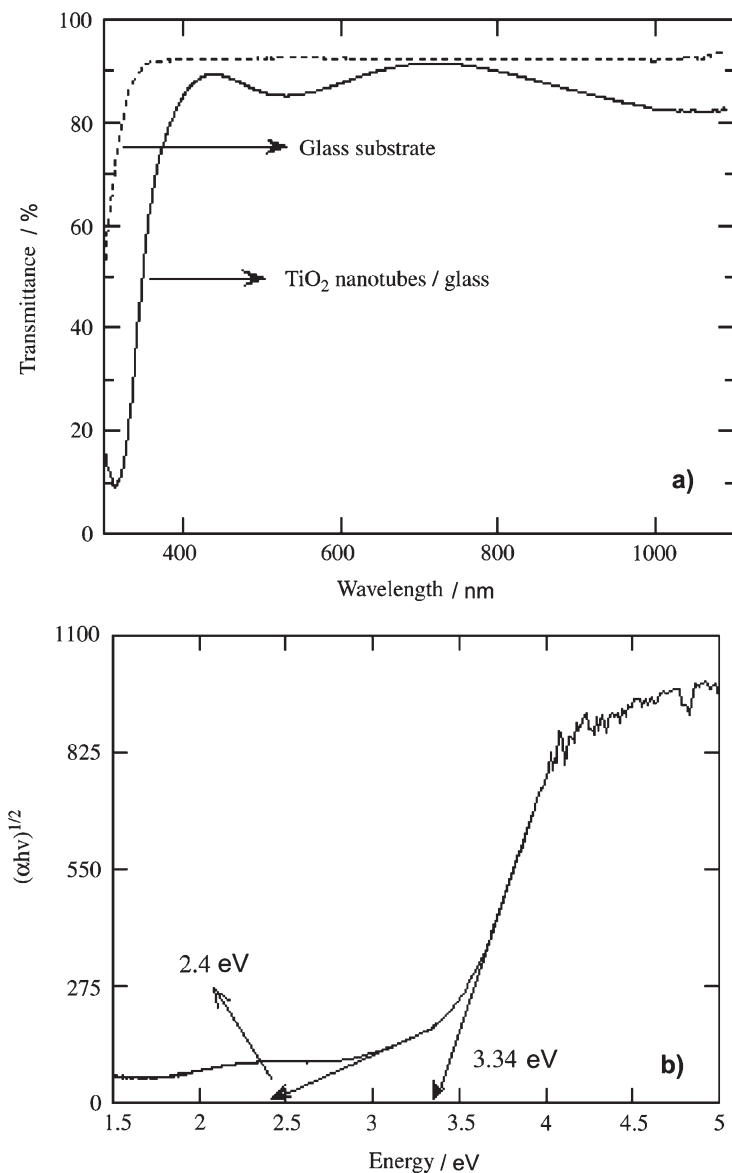 100
80
60
40
20
0
Transmittance / %
Glass substrate
TiO₂ nanotubes / glass
a)
400 600 800 1000
Wavelength / nm
1100
825
550
275
0
(αhν)^1/2
2.4 eV
3.34 eV
b)
1.5 2 2.5 3 3.5 4 4.5 5
Energy / eV